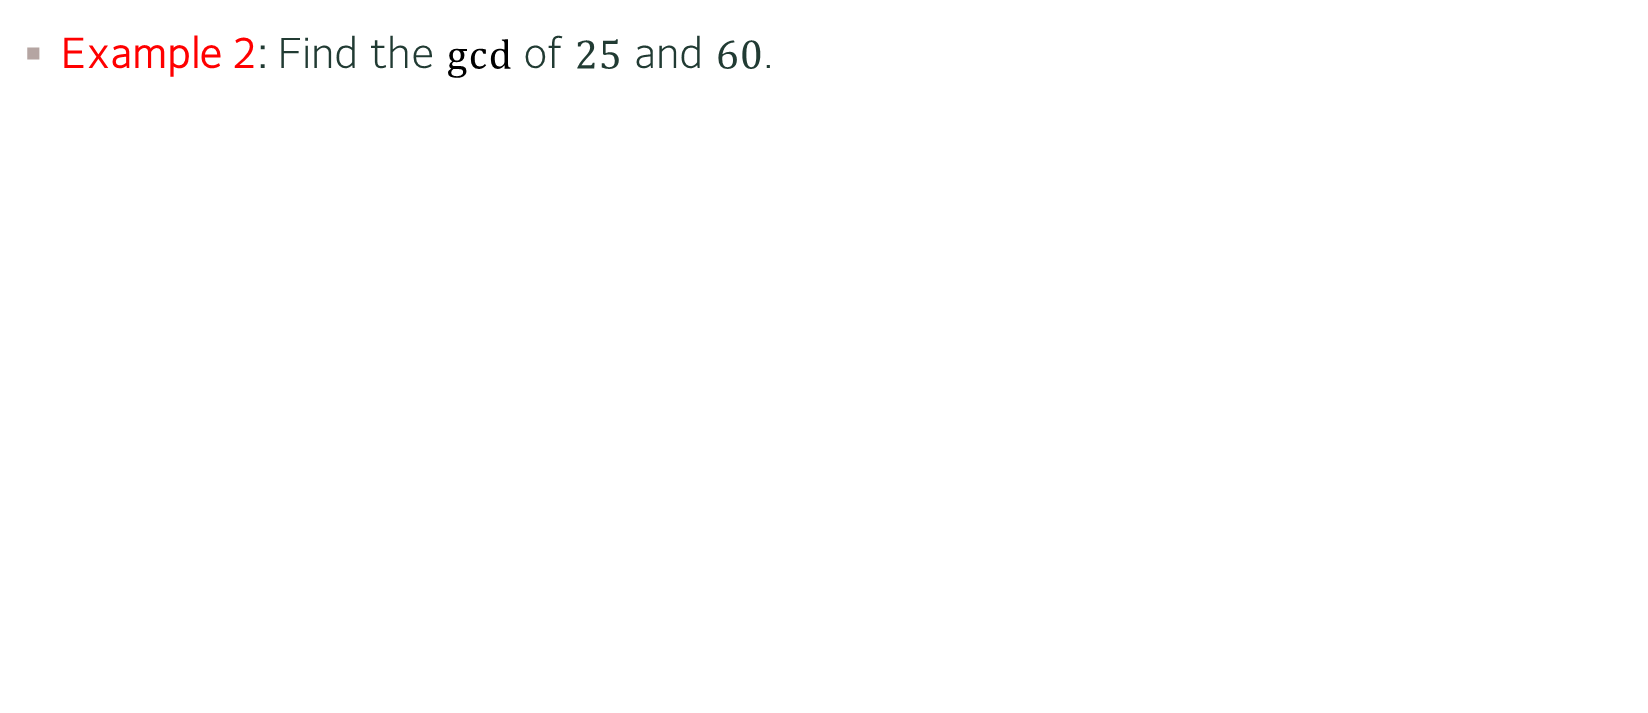 ▪ Example 2: Find the gcd of 25 and 60.